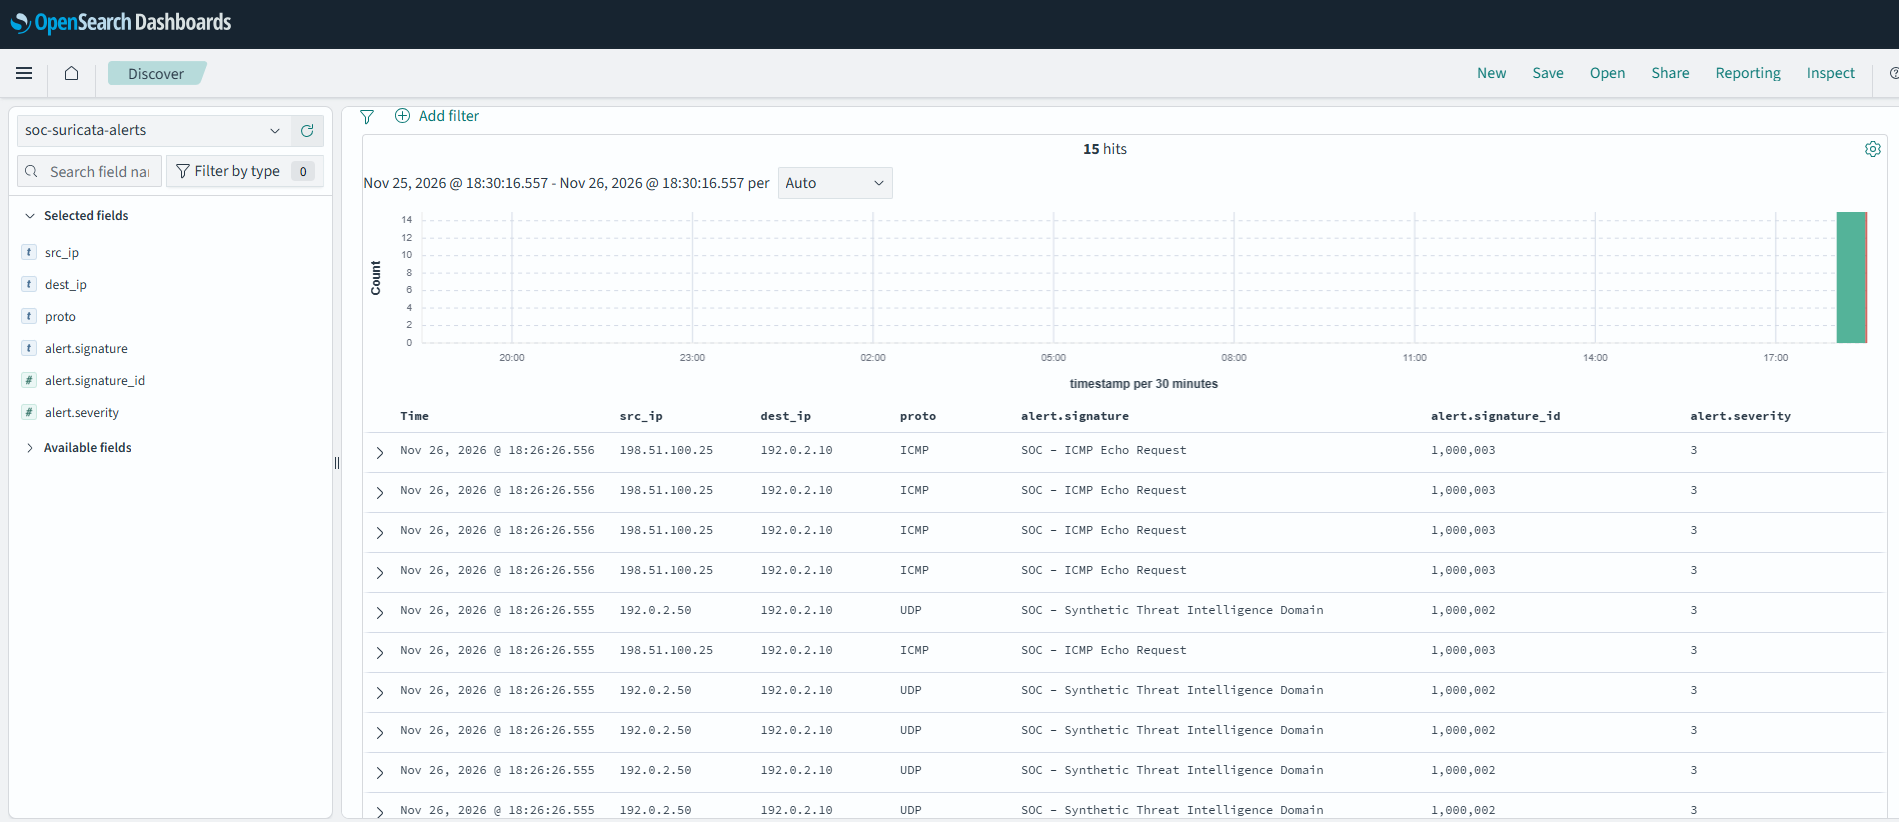 OpenSearch Dashboards
Discover New Save Open Share Reporting Inspect
soc-suricata-alerts
Search field nar
Filter by type 0
Selected fields
t src_ip
t dest_ip
t proto
t alert.signature
# alert.signature_id
# alert.severity
Available fields
Add filter
15 hits
Nov 25, 2026 @ 18:30:16.557 - Nov 26, 2026 @ 18:30:16.557 per Auto
Count
14
12
10
8
6
4
2
0
20:00 23:00 02:00 05:00 08:00 11:00 14:00 17:00
timestamp per 30 minutes
Time src_ip dest_ip proto alert.signature alert.signature_id alert.severity
Nov 26, 2026 @ 18:26:26.556 198.51.100.25 192.0.2.10 ICMP SOC – ICMP Echo Request 1,000,003 3
Nov 26, 2026 @ 18:26:26.556 198.51.100.25 192.0.2.10 ICMP SOC – ICMP Echo Request 1,000,003 3
Nov 26, 2026 @ 18:26:26.556 198.51.100.25 192.0.2.10 ICMP SOC – ICMP Echo Request 1,000,003 3
Nov 26, 2026 @ 18:26:26.556 198.51.100.25 192.0.2.10 ICMP SOC – ICMP Echo Request 1,000,003 3
Nov 26, 2026 @ 18:26:26.555 192.0.2.50 192.0.2.10 UDP SOC – Synthetic Threat Intelligence Domain 1,000,002 3
Nov 26, 2026 @ 18:26:26.555 198.51.100.25 192.0.2.10 ICMP SOC – ICMP Echo Request 1,000,003 3
Nov 26, 2026 @ 18:26:26.555 192.0.2.50 192.0.2.10 UDP SOC – Synthetic Threat Intelligence Domain 1,000,002 3
Nov 26, 2026 @ 18:26:26.555 192.0.2.50 192.0.2.10 UDP SOC – Synthetic Threat Intelligence Domain 1,000,002 3
Nov 26, 2026 @ 18:26:26.555 192.0.2.50 192.0.2.10 UDP SOC – Synthetic Threat Intelligence Domain 1,000,002 3
Nov 26, 2026 @ 18:26:26.555 192.0.2.50 192.0.2.10 UDP SOC – Synthetic Threat Intelligence Domain 1,000,002 3